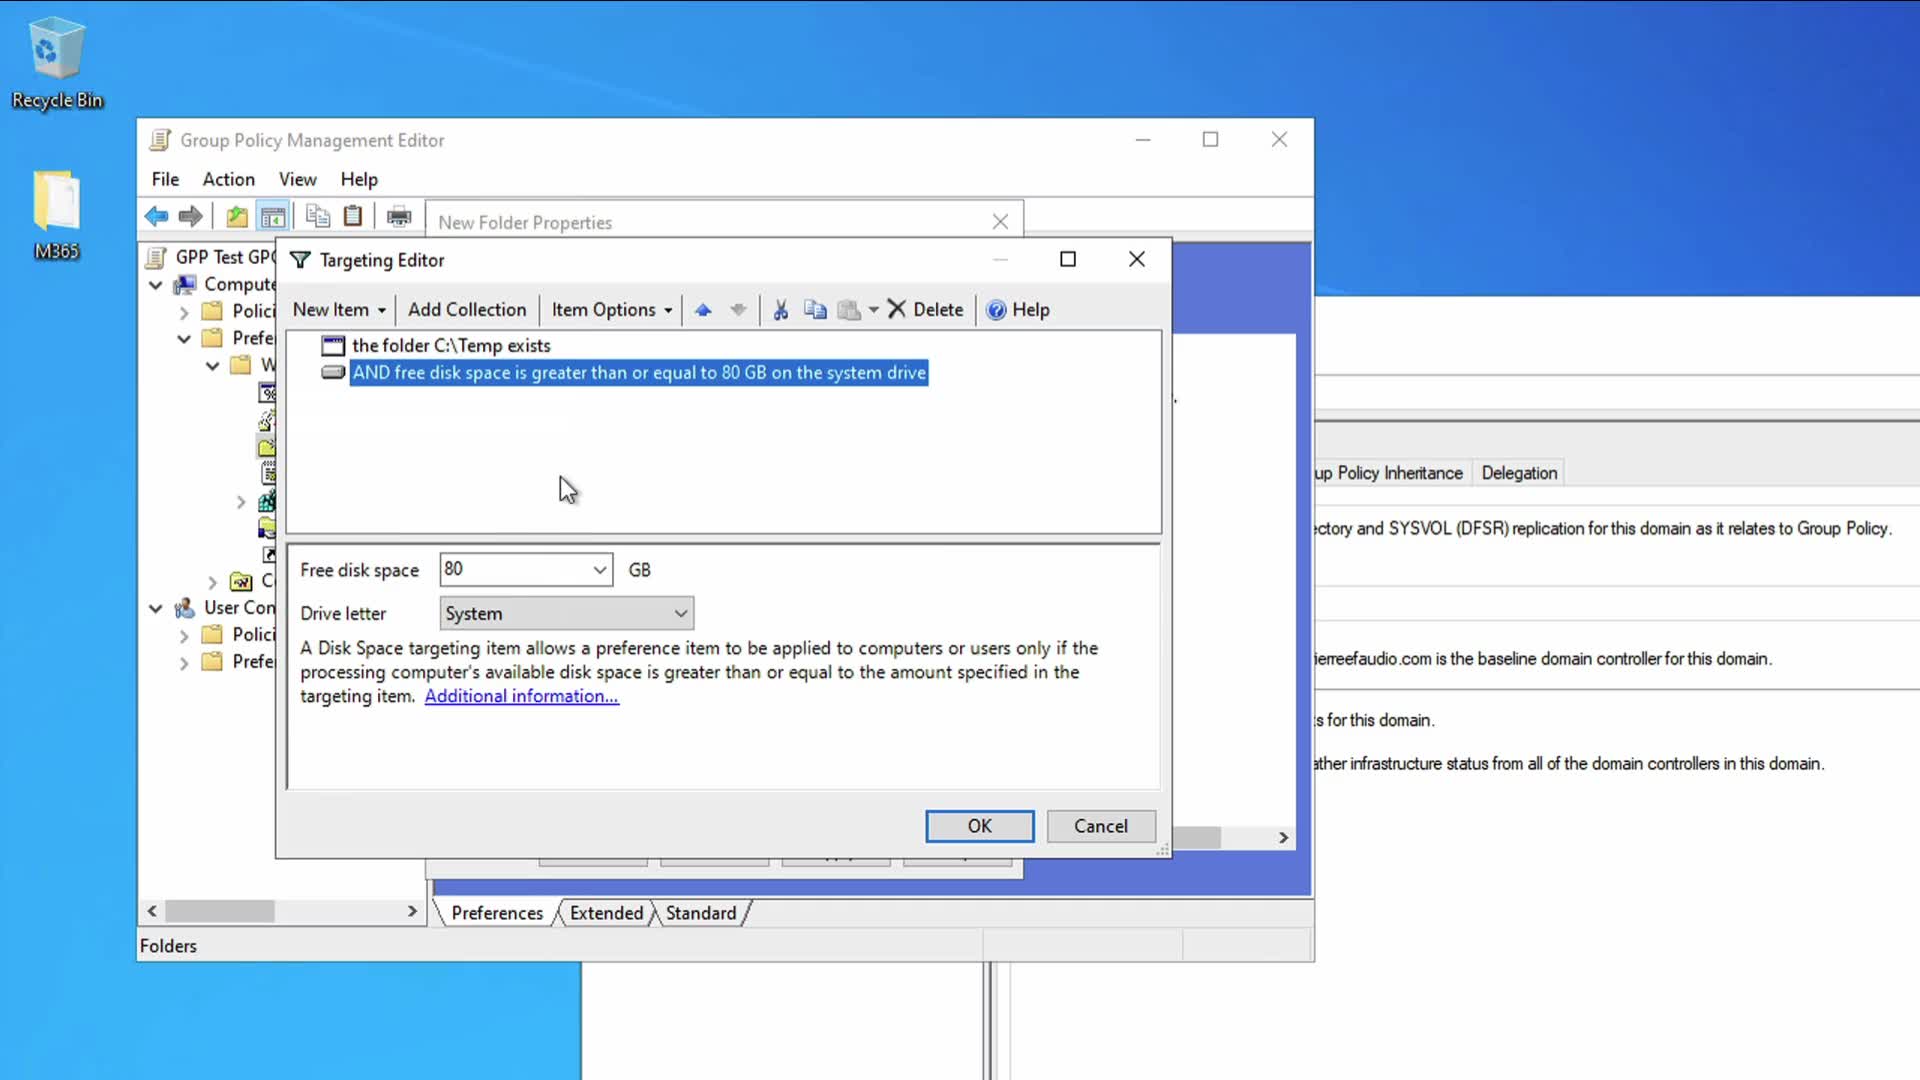 Recycle Bin
M365
Group Policy Management Editor
File Action View Help
New Folder Properties
GPP Test GPO
Compute
Polici
Prefe
W
C
User Con
Polici
Prefe
Targeting Editor
New Item Add Collection Item Options Delete Help
the folder C:\Temp exists
AND free disk space is greater than or equal to 80 GB on the system drive
Free disk space 80 GB
Drive letter System
A Disk Space targeting item allows a preference item to be applied to computers or users only if the
processing computer's available disk space is greater than or equal to the amount specified in the
targeting item. Additional information...
OK Cancel
Preferences Extended Standard
Folders
up Policy Inheritance Delegation
ectory and SYSVOL (DFSR) replication for this domain as it relates to Group Policy.
ierreefaudio.com is the baseline domain controller for this domain.
s for this domain.
ather infrastructure status from all of the domain controllers in this domain.